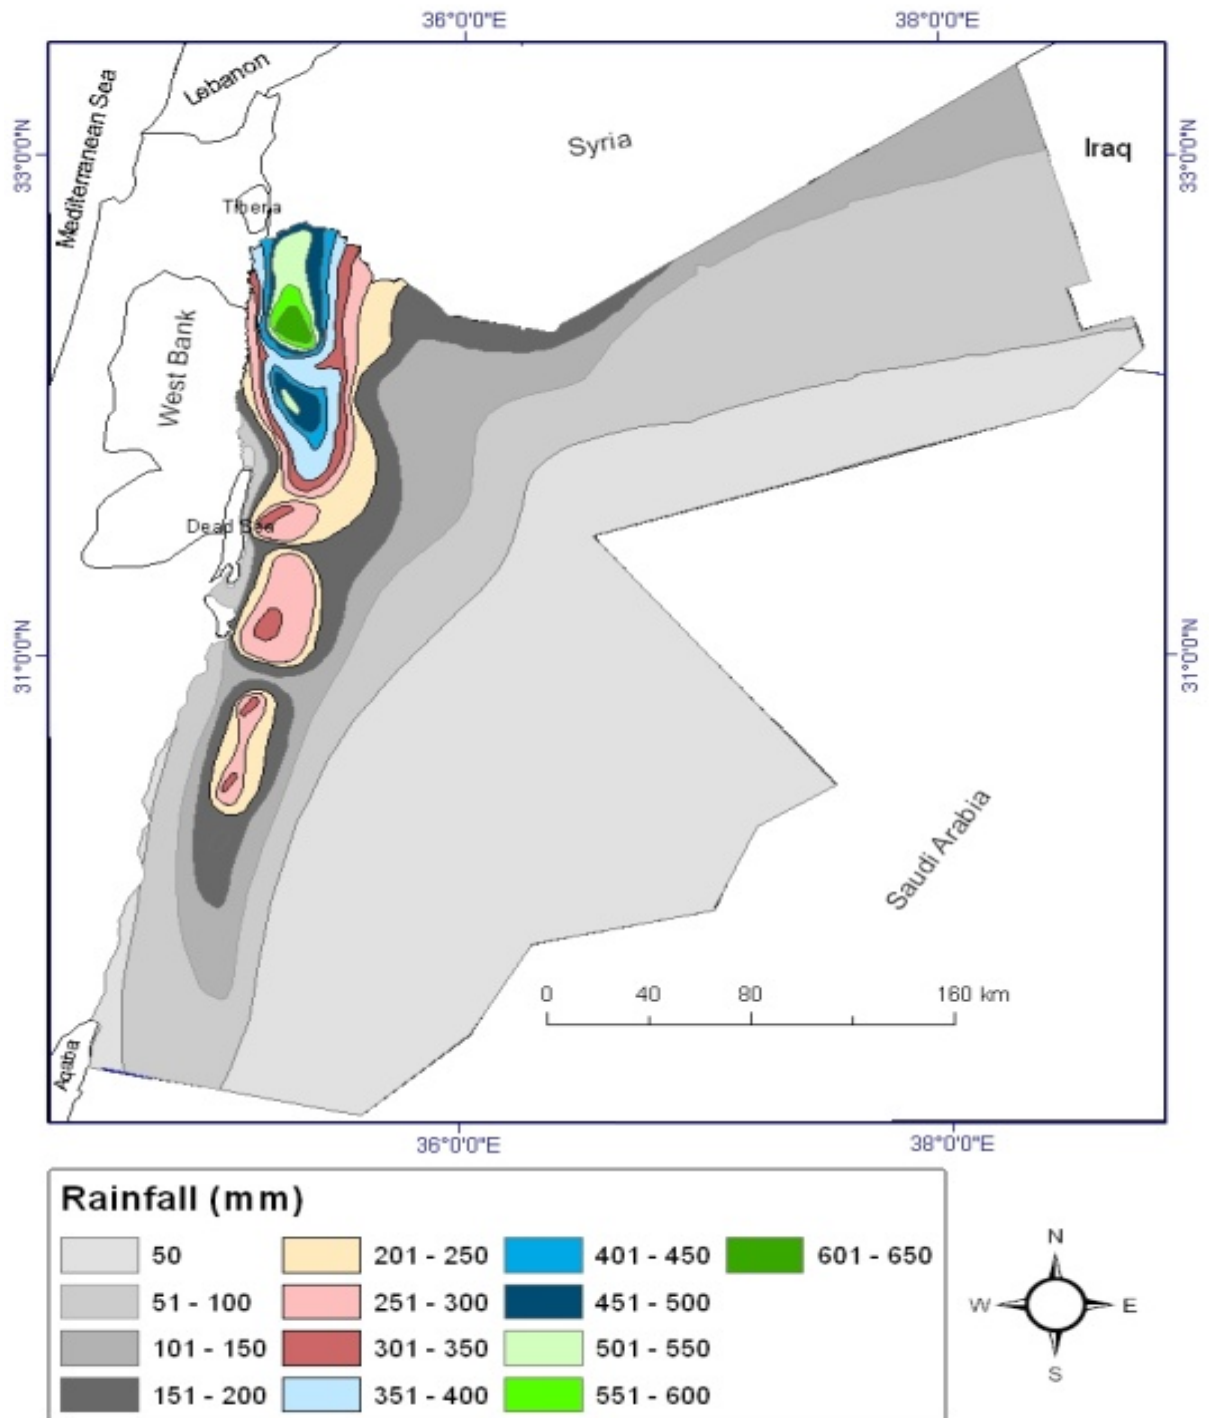 36°0'0"E
38°0'0"E
Mediterranean Sea
Lebanon
Syria
Iraq
33°0'0"N
33°0'0"N
Tiberia
West Bank
Dead Sea
31°0'0"N
31°0'0"N
Saudi Arabia
0 40 80 160 km
Aqaba
36°0'0"E
38°0'0"E
Rainfall (mm)
50
201 - 250
401 - 450
601 - 650
51 - 100
251 - 300
451 - 500
101 - 150
301 - 350
501 - 550
151 - 200
351 - 400
551 - 600
N
W
E
S